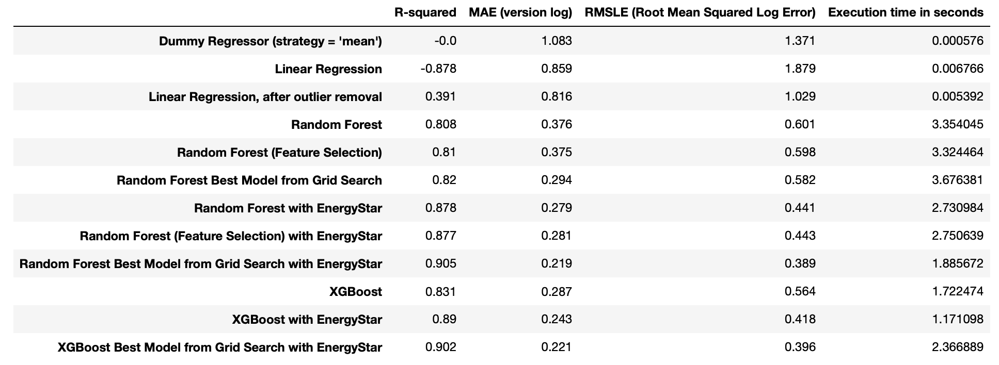 R-squared MAE (version log) RMSLE (Root Mean Squared Log Error) Execution time in seconds
Dummy Regressor (strategy = 'mean') -0.0 1.083 1.371 0.000576
Linear Regression -0.878 0.859 1.879 0.006766
Linear Regression, after outlier removal 0.391 0.816 1.029 0.005392
Random Forest 0.808 0.376 0.601 3.354045
Random Forest (Feature Selection) 0.81 0.375 0.598 3.324464
Random Forest Best Model from Grid Search 0.82 0.294 0.582 3.676381
Random Forest with EnergyStar 0.878 0.279 0.441 2.730984
Random Forest (Feature Selection) with EnergyStar 0.877 0.281 0.443 2.750639
Random Forest Best Model from Grid Search with EnergyStar 0.905 0.219 0.389 1.885672
XGBoost 0.831 0.287 0.564 1.722474
XGBoost with EnergyStar 0.89 0.243 0.418 1.171098
XGBoost Best Model from Grid Search with EnergyStar 0.902 0.221 0.396 2.366889